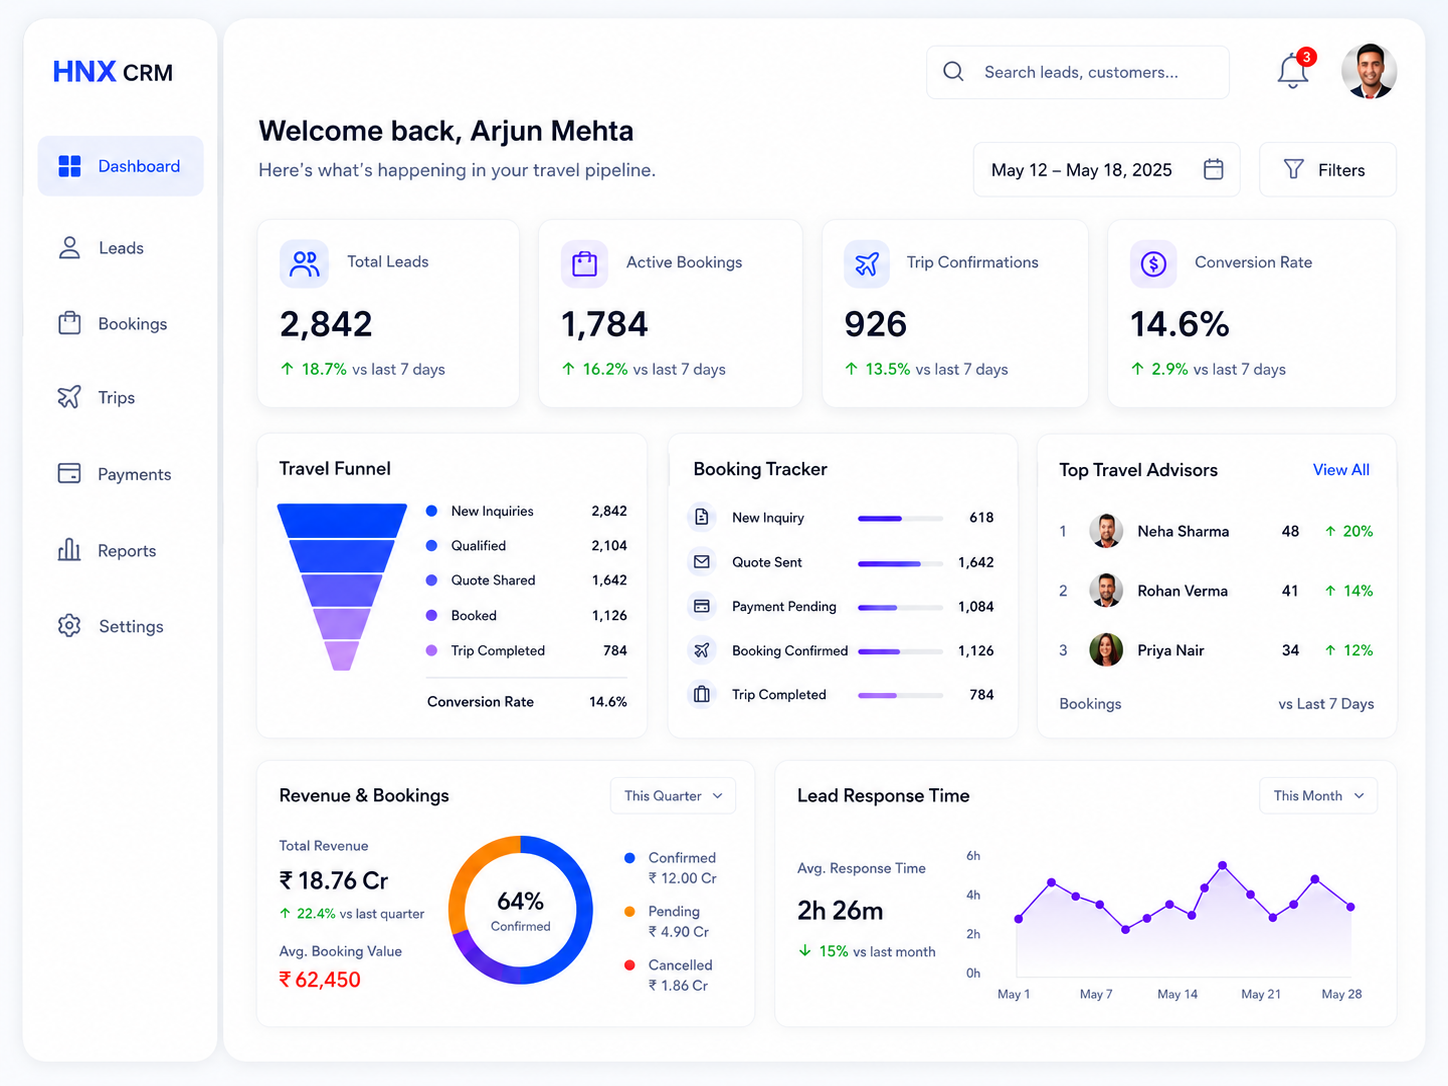 HNX CRM
Dashboard
Leads
Bookings
Trips
Payments
Reports
Settings
Search leads, customers...
3
Welcome back, Arjun Mehta
Here's what's happening in your travel pipeline.
May 12 – May 18, 2025
Filters
Total Leads
2,842
↑ 18.7% vs last 7 days
Active Bookings
1,784
↑ 16.2% vs last 7 days
Trip Confirmations
926
↑ 13.5% vs last 7 days
Conversion Rate
14.6%
↑ 2.9% vs last 7 days
Travel Funnel
New Inquiries 2,842
Qualified 2,104
Quote Shared 1,642
Booked 1,126
Trip Completed 784
Conversion Rate 14.6%
Booking Tracker
New Inquiry 618
Quote Sent 1,642
Payment Pending 1,084
Booking Confirmed 1,126
Trip Completed 784
Top Travel Advisors View All
1 Neha Sharma 48 ↑ 20%
2 Rohan Verma 41 ↑ 14%
3 Priya Nair 34 ↑ 12%
Bookings vs Last 7 Days
Revenue & Bookings This Quarter
Total Revenue
₹ 18.76 Cr
↑ 22.4% vs last quarter
Avg. Booking Value
₹ 62,450
64%
Confirmed
Confirmed
₹ 12.00 Cr
Pending
₹ 4.90 Cr
Cancelled
₹ 1.86 Cr
Lead Response Time This Month
Avg. Response Time
2h 26m
↓ 15% vs last month
6h
4h
2h
0h
May 1 May 7 May 14 May 21 May 28